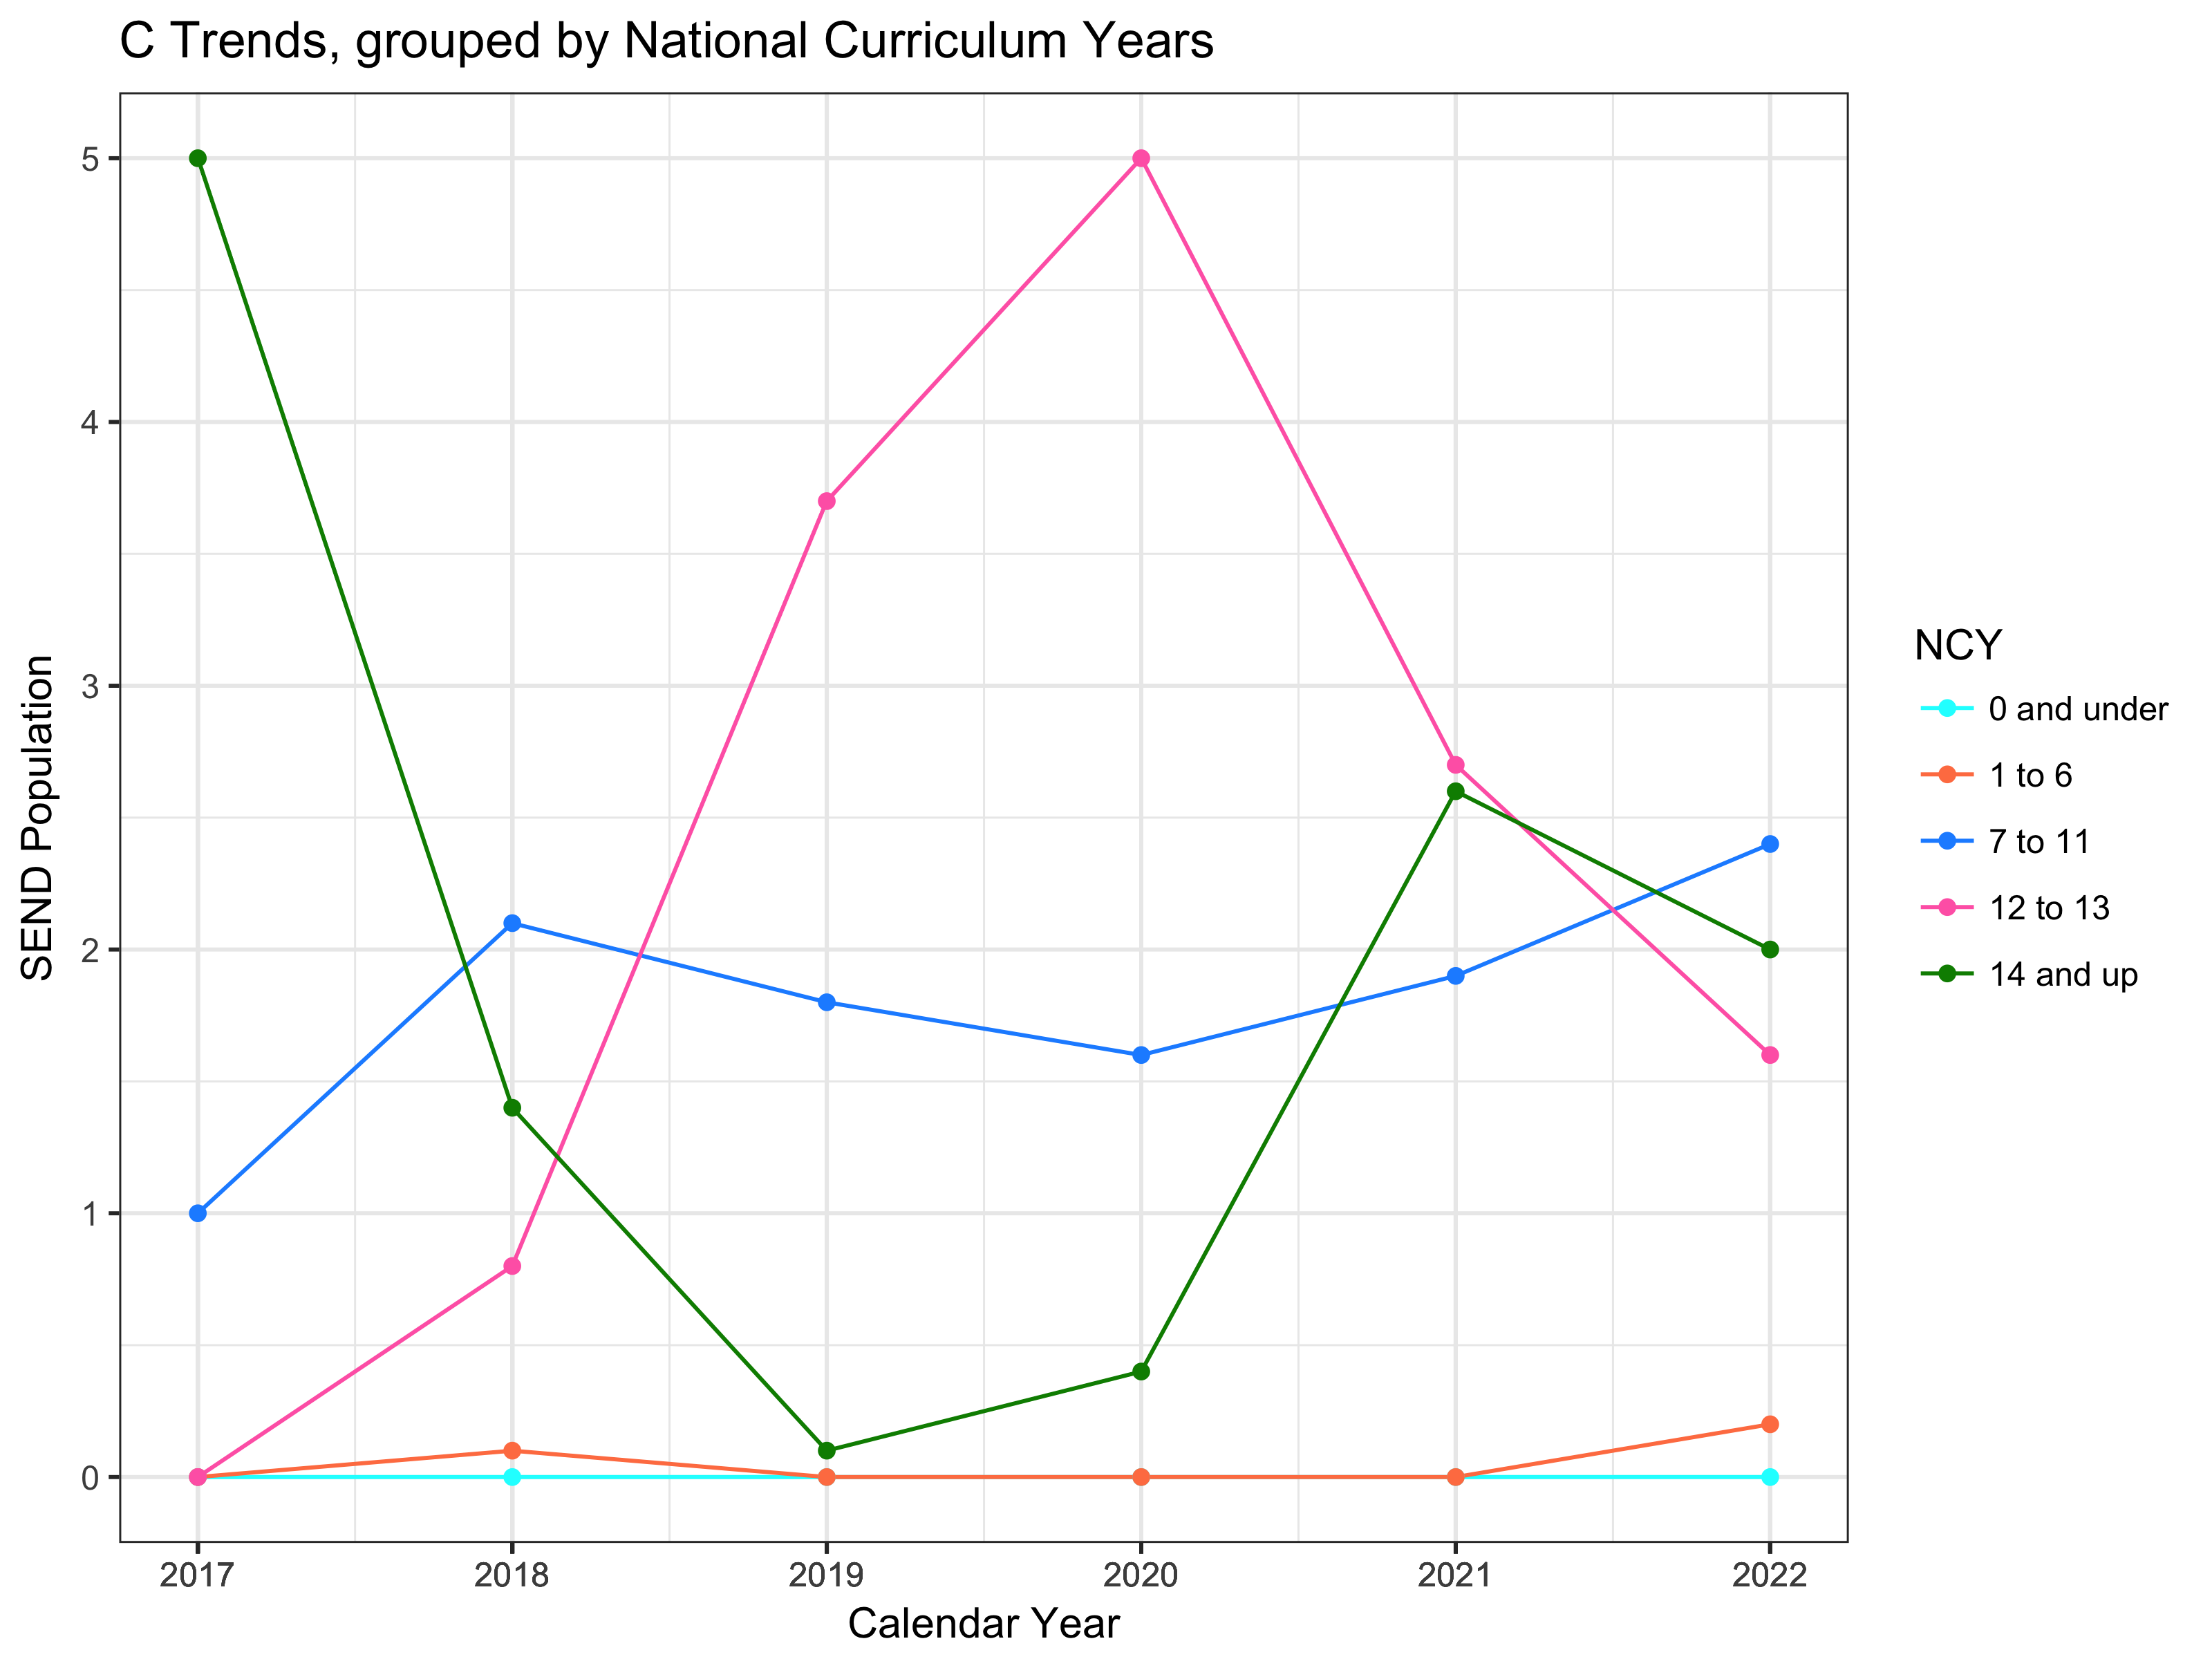 C Trends, grouped by National Curriculum Years
SEND Population
5
4
3
2
1
0
2017 2018 2019 2020 2021 2022
Calendar Year
NCY
0 and under
1 to 6
7 to 11
12 to 13
14 and up